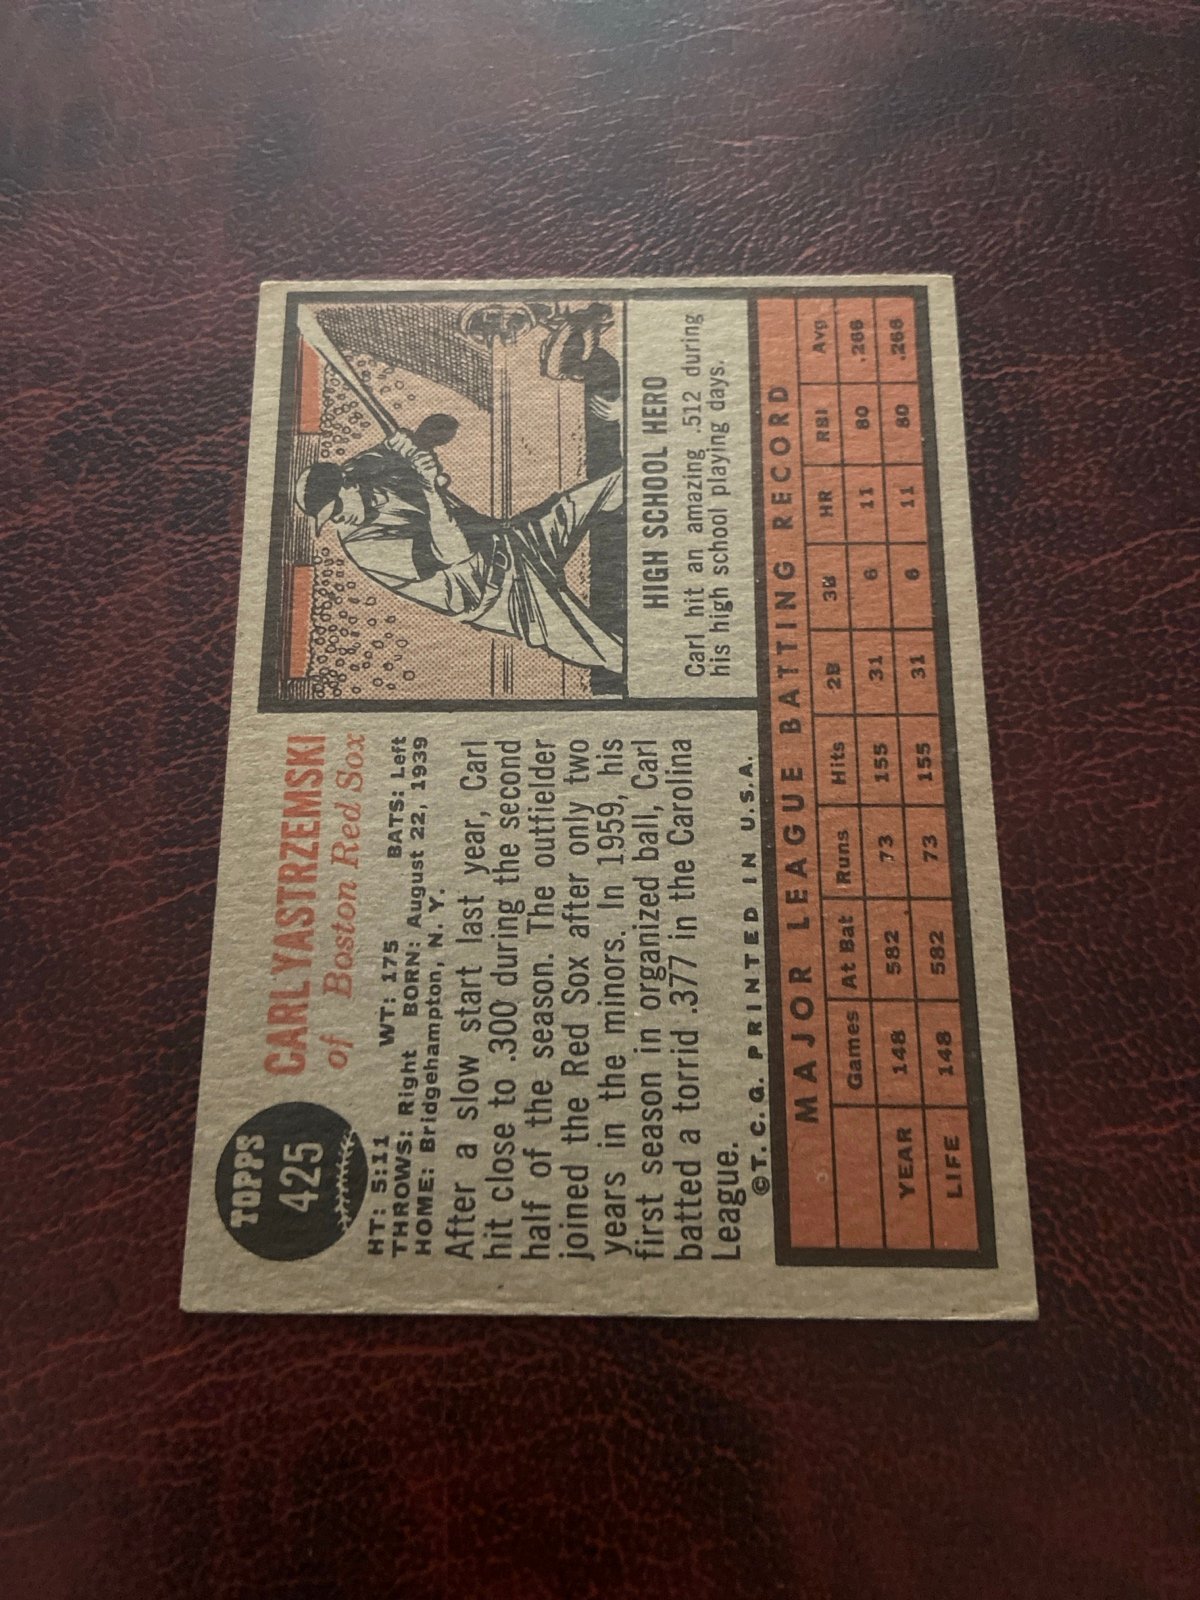 TOPPS
425
CARL YASTRZEMSKI
of Boston Red Sox
HT: 5:11 WT: 175 BATS: Left
THROWS: Right BORN: August 22, 1939
HOME: Bridgehampton, N. Y.
After a slow start last year, Carl
hit close to .300 during the second
half of the season. The outfielder
joined the Red Sox after only two
years in the minors. In 1959, his
first season in organized ball, Carl
batted a torrid .377 in the Carolina
League.
©T. C. G. PRINTED IN U.S.A.
HIGH SCHOOL HERO
Carl hit an amazing .512 during
his high school playing days.
MAJOR LEAGUE BATTING RECORD
Games At Bat Runs Hits 2B 3B HR RBI Avg
YEAR 148 582 73 155 31 6 11 80 .266
LIFE 148 582 73 155 31 6 11 80 .266